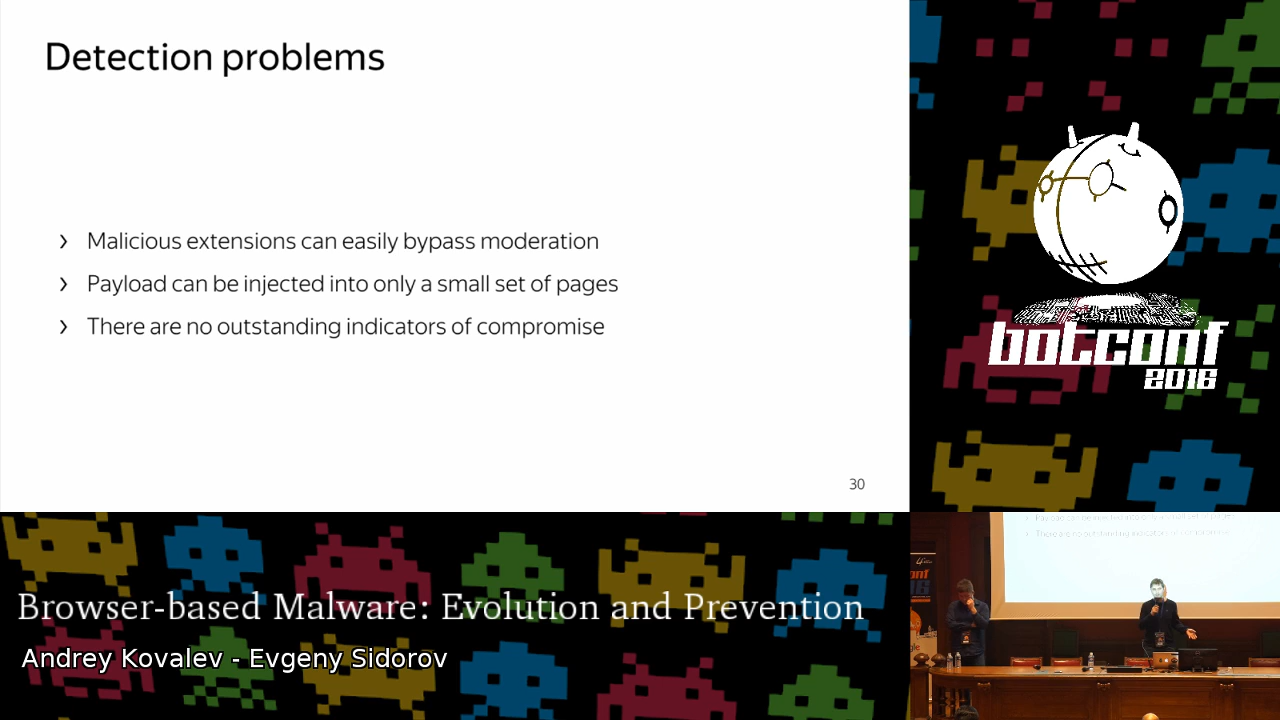 Detection problems
› Malicious extensions can easily bypass moderation
› Payload can be injected into only a small set of pages
› There are no outstanding indicators of compromise
30
botconf
2016
Browser-based Malware: Evolution and Prevention
Andrey Kovalev - Evgeny Sidorov